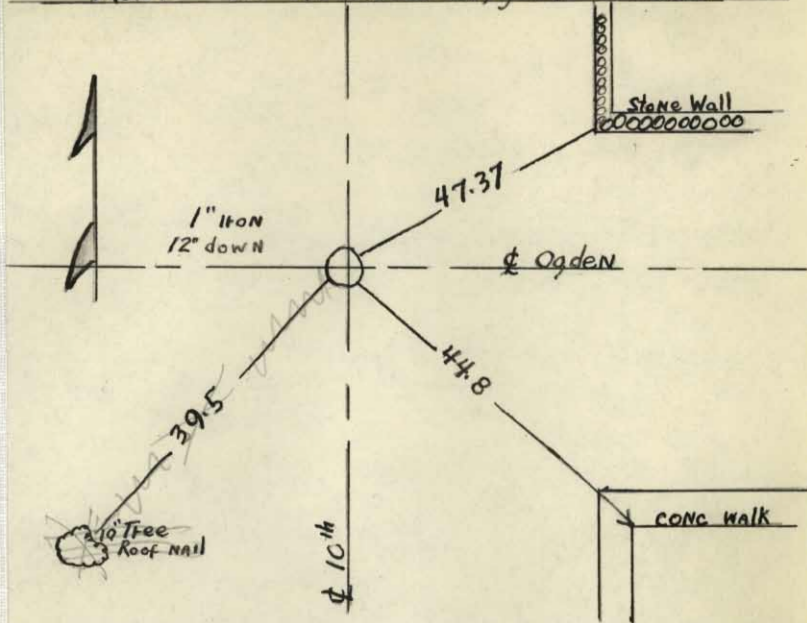 Stone Wall
47.37
1" IRON
12" down
℄ Ogden
44.8
39.5
10" Tree
Roof NAIL
℄ 10th
CONC WALK